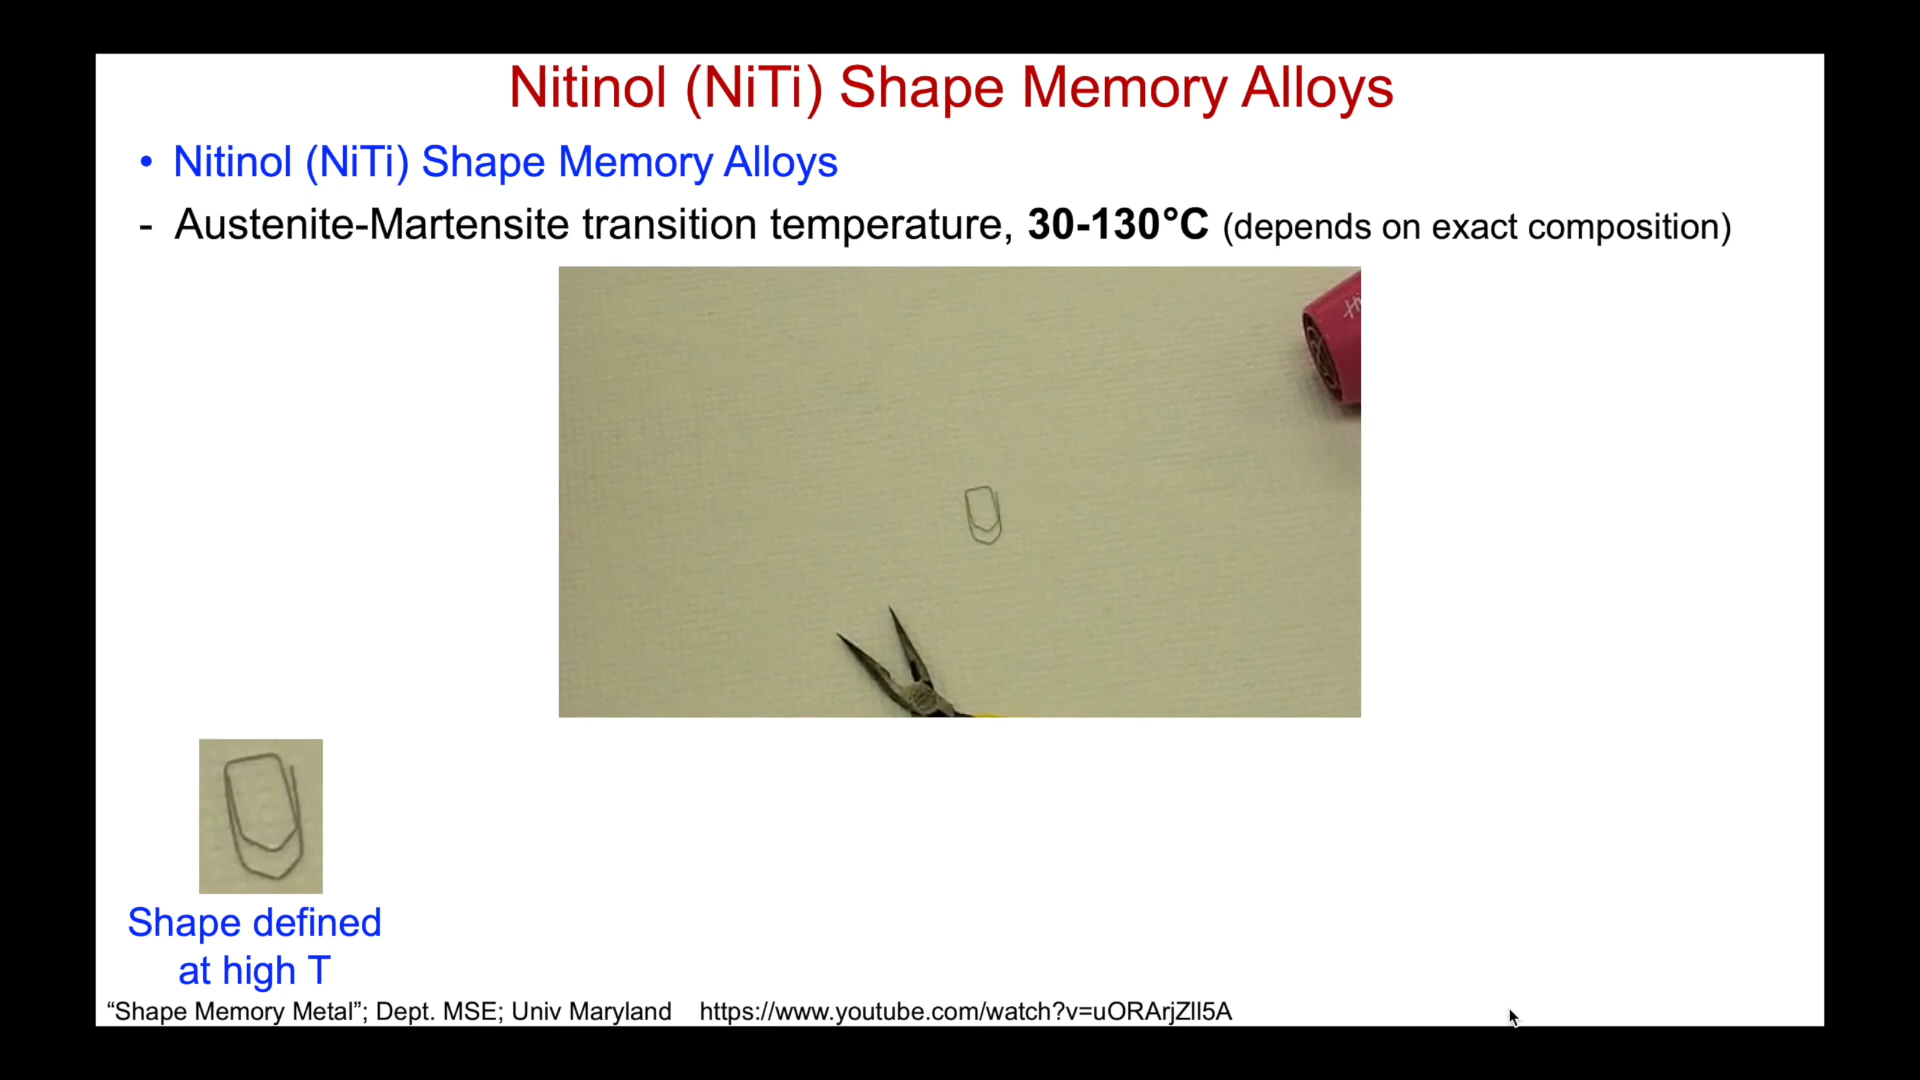 Nitinol (NiTi) Shape Memory Alloys
• Nitinol (NiTi) Shape Memory Alloys
- Austenite-Martensite transition temperature, 30-130°C (depends on exact composition)
Shape defined
at high T
“Shape Memory Metal”; Dept. MSE; Univ Maryland https://www.youtube.com/watch?v=uORArjZIl5A